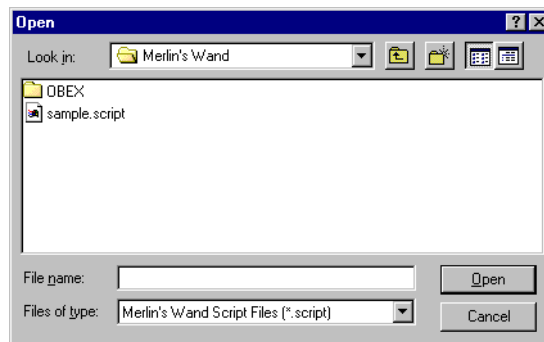 Open
Look in: Merlin's Wand
OBEX
sample.script
File name:
Open
Files of type: Merlin's Wand Script Files (*.script)
Cancel